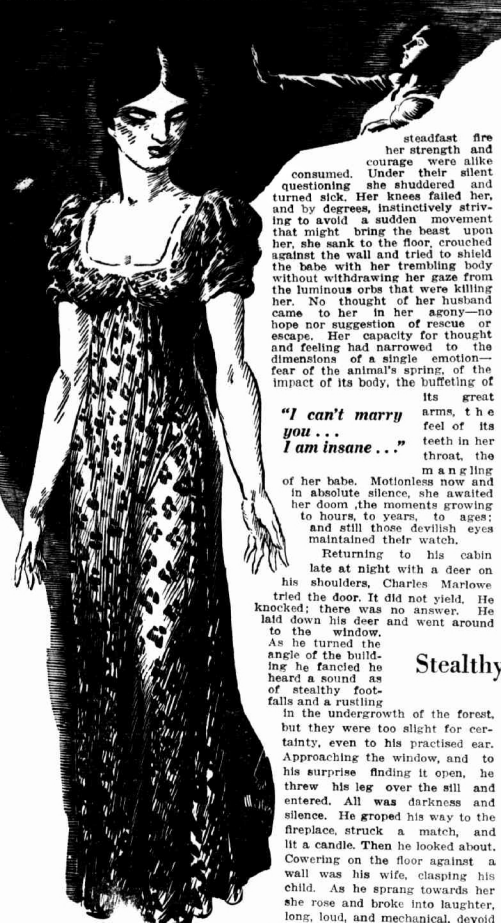 steadfast fire
her strength and
courage were alike
consumed. Under their silent
questioning she shuddered and
turned sick. Her knees failed her,
and by degrees, instinctively striv-
ing to avoid a sudden movement
that might bring the beast upon
her, she sank to the floor, crouched
against the wall and tried to shield
the babe with her trembling body
without withdrawing her gaze from
the luminous orbs that were killing
her. No thought of her husband
came to her in her agony—no
hope nor suggestion of rescue or
escape. Her capacity for thought
and feeling had narrowed to the
dimensions of a single emotion—
fear of the animal's spring, of the
impact of its body, the buffeting of
its great
arms, the
feel of its
teeth in her
throat, the
mangling
"I can't marry
you . . .
I am insane . . ."
of her babe. Motionless now and
in absolute silence, she awaited
her doom ,the moments growing
to hours, to years, to ages;
and still those devilish eyes
maintained their watch.
Returning to his cabin
late at night with a deer on
his shoulders, Charles Marlowe
tried the door. It did not yield. He
knocked; there was no answer. He
laid down his deer and went around
to the window.
As he turned the
angle of the build-
ing he fancied he
heard a sound as
of stealthy foot-
falls and a rustling
Stealthy
in the undergrowth of the forest,
but they were too slight for cer-
tainty, even to his practised ear.
Approaching the window, and to
his surprise finding it open, he
threw his leg over the sill and
entered. All was darkness and
silence. He groped his way to the
fireplace, struck a match, and
lit a candle. Then he looked about.
Cowering on the floor against a
wall was his wife, clasping his
child. As he sprang towards her
she rose and broke into laughter,
long, loud, and mechanical, devoid